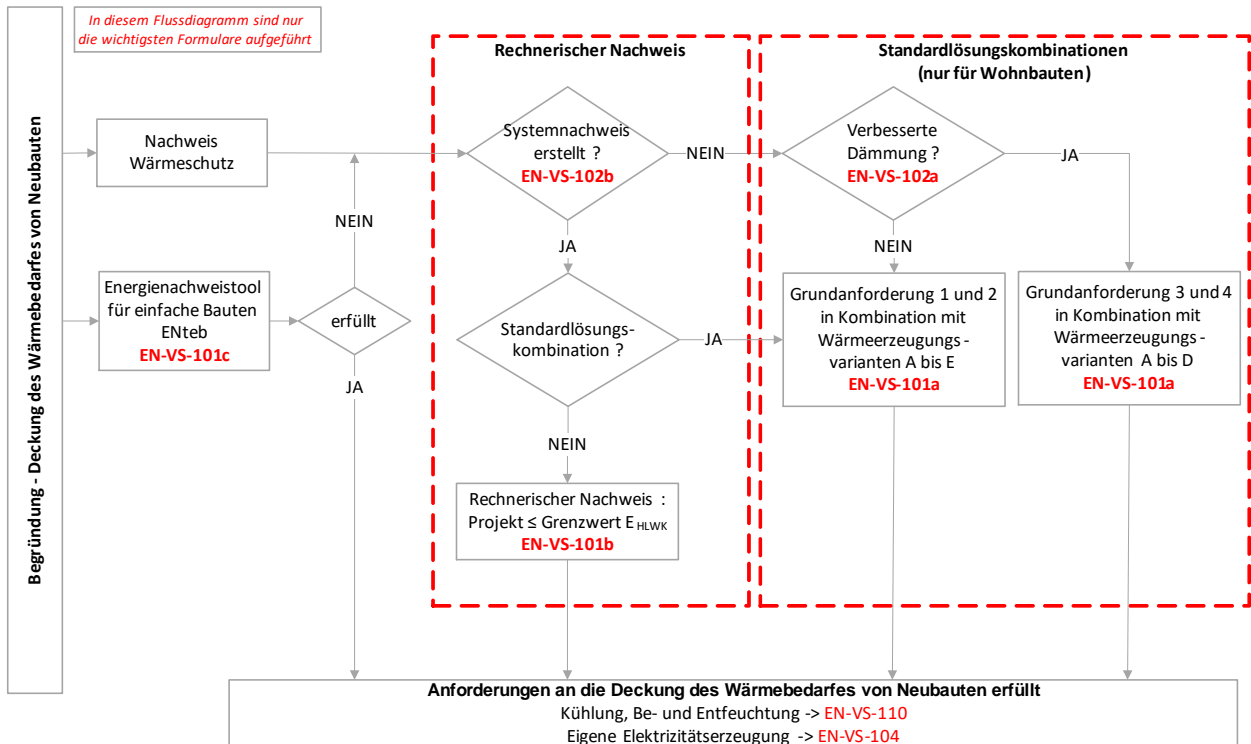 Begründung - Deckung des Wärmebedarfes von Neubauten
In diesem Flussdiagramm sind nur
die wichtigsten Formulare aufgeführt
Nachweis
Wärmeschutz
Energienachweistool
für einfache Bauten
ENteb
EN-VS-101c
NEIN
erfüllt
JA
Rechnerischer Nachweis
Systemnachweis
erstellt ?
EN-VS-102b
NEIN
JA
Standardlösungs-
kombination ?
JA
NEIN
Rechnerischer Nachweis :
Projekt ≤ Grenzwert E HLWK
EN-VS-101b
Standardlösungskombinationen
(nur für Wohnbauten)
Verbesserte
Dämmung ?
EN-VS-102a
JA
NEIN
Grundanforderung 1 und 2
in Kombination mit
Wärmeerzeugungs -
varianten A bis E
EN-VS-101a
Grundanforderung 3 und 4
in Kombination mit
Wärmeerzeugungs -
varianten A bis D
EN-VS-101a
Anforderungen an die Deckung des Wärmebedarfes von Neubauten erfüllt
Kühlung, Be- und Entfeuchtung -> EN-VS-110
Eigene Elektrizitätserzeugung -> EN-VS-104